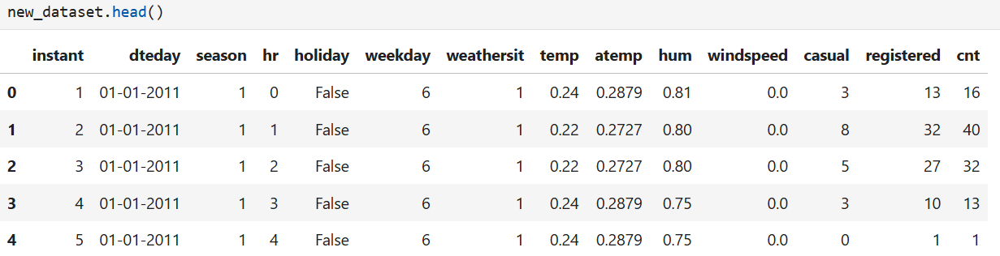 new_dataset.head()
instant dteday season hr holiday weekday weathersit temp atemp hum windspeed casual registered cnt
0 1 01-01-2011 1 0 False 6 1 0.24 0.2879 0.81 0.0 3 13 16
1 2 01-01-2011 1 1 False 6 1 0.22 0.2727 0.80 0.0 8 32 40
2 3 01-01-2011 1 2 False 6 1 0.22 0.2727 0.80 0.0 5 27 32
3 4 01-01-2011 1 3 False 6 1 0.24 0.2879 0.75 0.0 3 10 13
4 5 01-01-2011 1 4 False 6 1 0.24 0.2879 0.75 0.0 0 1 1